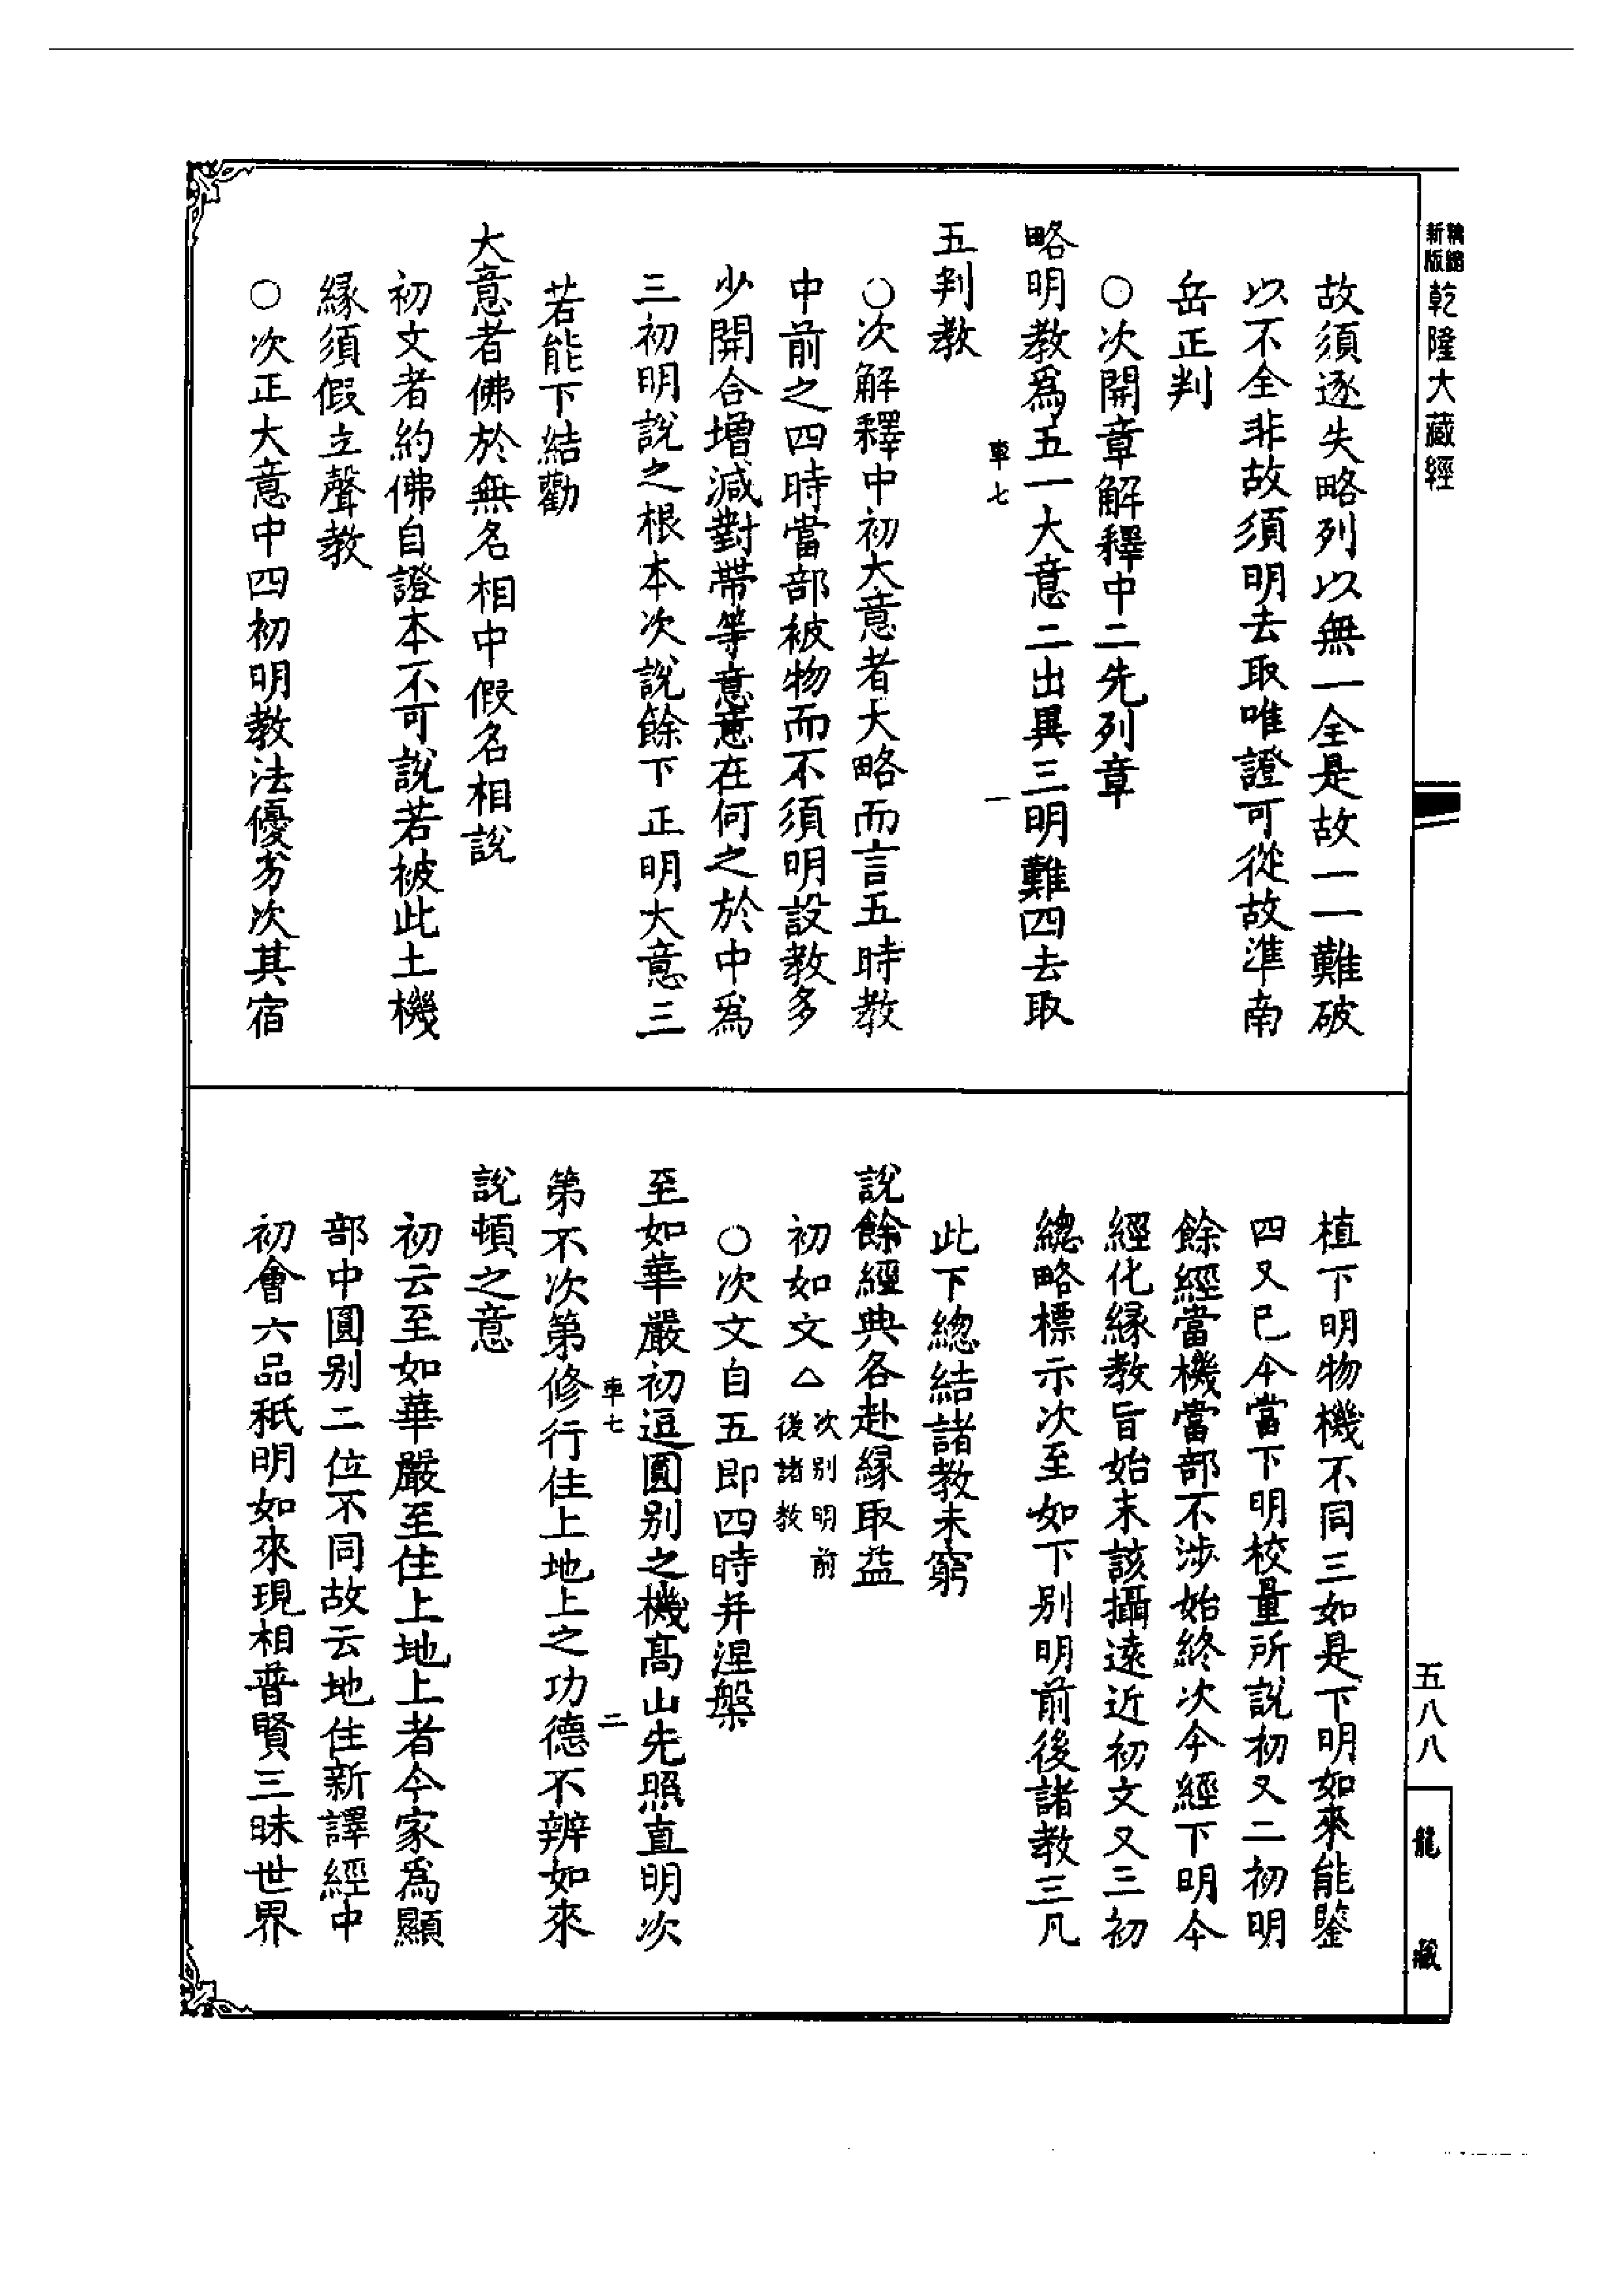 新版
精縮
乾隆大藏經
故須逐失略列以無一全是故一一難破
以不全非故須明去取唯證可從故準南
岳正判
○次開章解釋中二先列章
略明教爲五一大意二出異三明難四去取
車七
一
五判教
○次解釋中初大意者大略而言五時教
中前之四時當部被物而不須明設教多
少開合增減對帶等意意在何之於中爲
三初明說之根本次說餘下正明大意三
若能下結勸
大意者佛於無名相中假名相說
初文者約佛自證本不可說若被此土機
緣須假立聲教
○次正大意中四初明教法優劣次其宿
五八八
龍藏
植下明物機不同三如是下明如來能鑒
四又已今當下明校量所說初又二初明
餘經當機當部不涉始終次今經下明今
經化緣教旨始末該攝遠近初文又三初
總略標示次至如下別明前後諸教三凡
此下總結諸教未窮
說餘經典各赴緣取益
初如文△次別明前
後諸教
○次文自五即四時并涅槃
至如華嚴初逗圓別之機高山先照直明次
車七
二
第不次第修行住上地上之功德不辨如來
說頓之意
初云至如華嚴至住上地上者今家爲顯
部中圓別二位不同故云地住新譯經中
初會六品秖明如來現相普賢三昧世界